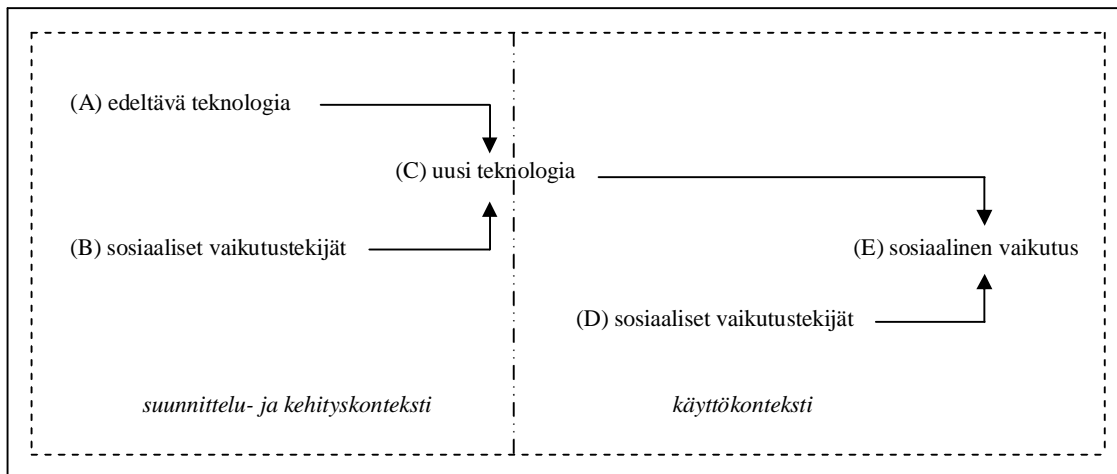 (A) edeltävä teknologia
(C) uusi teknologia
(B) sosiaaliset vaikutustekijät
(E) sosiaalinen vaikutus
(D) sosiaaliset vaikutustekijät
suunnittelu- ja kehityskonteksti
käyttökonteksti